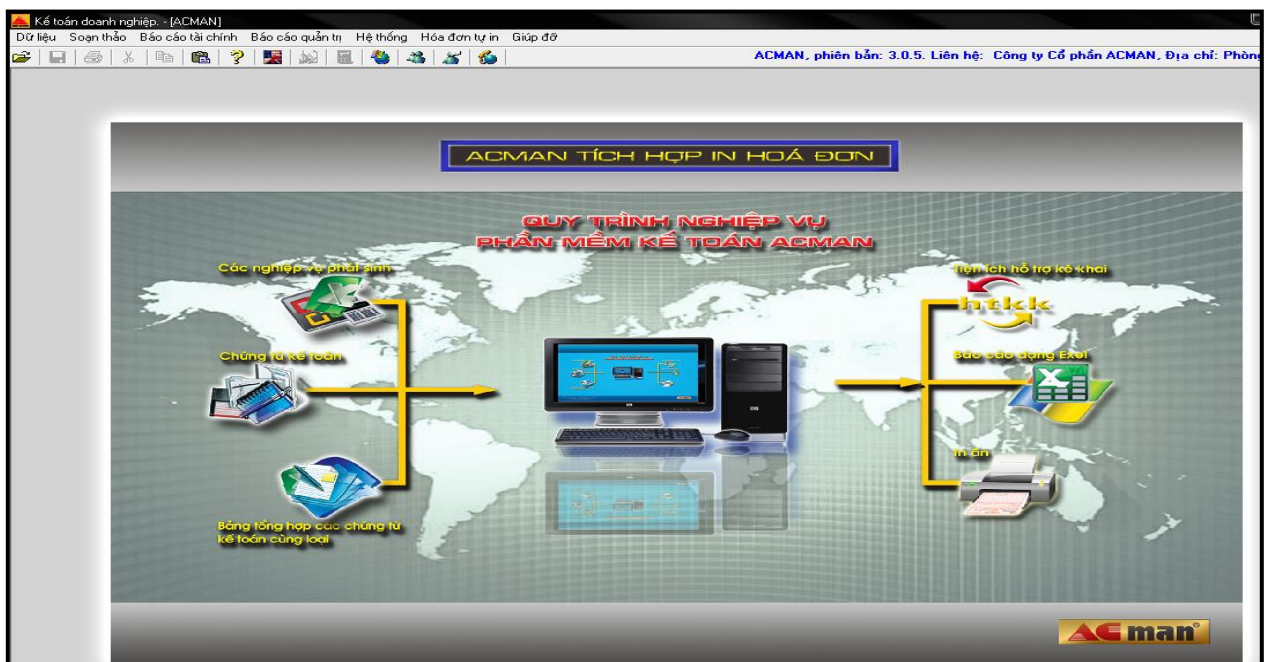 Kế toán doanh nghiệp. - [ACMAN]
Dữ liệu Soạn thảo Báo cáo tài chính Báo cáo quản trị Hệ thống Hóa đơn tự in Giúp đỡ
ACMAN, phiên bản: 3.0.5. Liên hệ: Công ty Cổ phần ACMAN, Địa chỉ: Phòng
ACMAN TÍCH HỢP IN HOÁ ĐƠN
QUY TRÌNH NGHIỆP VỤ
PHẦN MỀM KẾ TOÁN ACMAN
Các nghiệp vụ phát sinh
Tiện ích hỗ trợ kê khai
htkk
Chứng từ kế toán
Báo cáo dạng Exel
In ấn
Bảng tổng hợp các chứng từ
kế toán cùng loại
ACman®